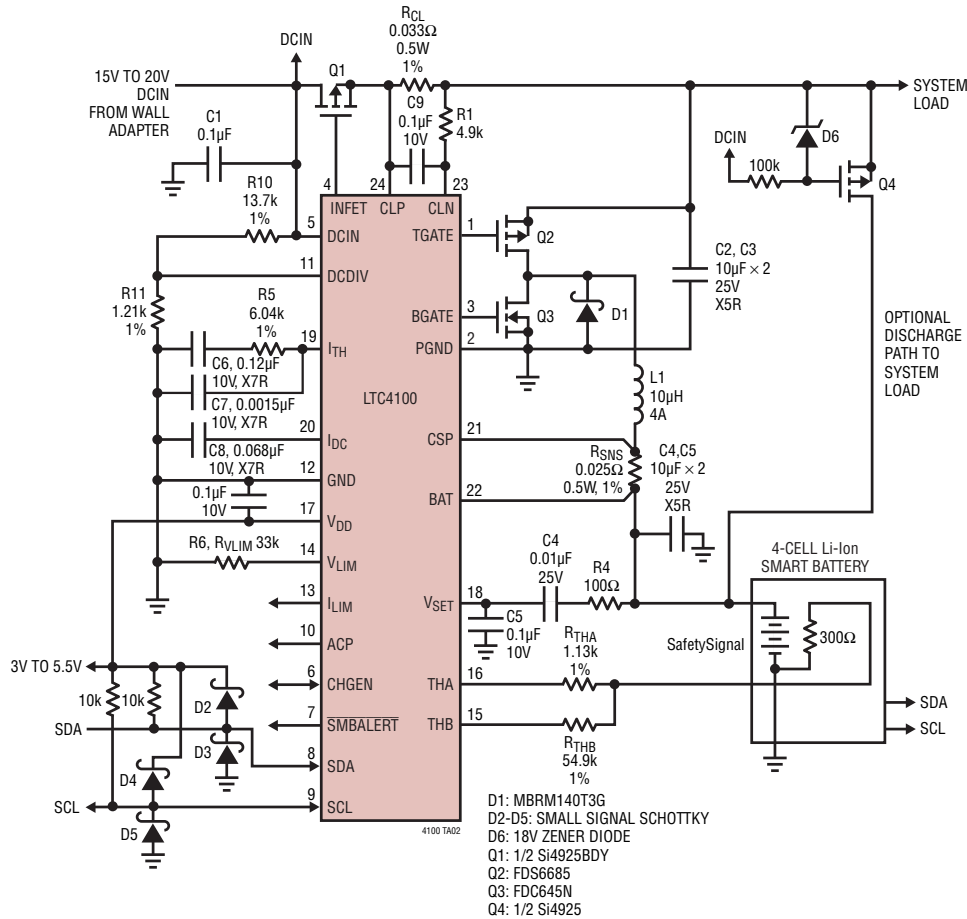 DCIN
15V TO 20V
DCIN
FROM WALL
ADAPTER
C1
0.1µF
Q1
RCL
0.033Ω
0.5W
1%
C9
0.1µF
10V
R1
4.9k
SYSTEM
LOAD
DCIN
100k
D6
Q4
R10
13.7k
1%
4
24
23
INFET
CLP
CLN
5
DCIN
TGATE
1
Q2
11
DCDIV
R11
1.21k
1%
R5
6.04k
1%
19
ITH
BGATE
3
Q3
D1
PGND
2
C2, C3
10µF × 2
25V
X5R
OPTIONAL
DISCHARGE
PATH TO
SYSTEM
LOAD
C6, 0.12µF
10V, X7R
C7, 0.0015µF
10V, X7R
LTC4100
L1
10µH
4A
20
IDC
C8, 0.068µF
10V, X7R
CSP
21
RSNS
0.025Ω
0.5W, 1%
C4,C5
10µF × 2
25V
X5R
12
GND
0.1µF
10V
BAT
22
17
VDD
R6, RVLIM 33k
14
VLIM
C4
0.01µF
25V
R4
100Ω
4-CELL Li-Ion
SMART BATTERY
13
ILIM
VSET
18
C5
0.1µF
10V
SafetySignal
300Ω
10
ACP
RTHA
1.13k
1%
3V TO 5.5V
6
CHGEN
THA
16
10k
10k
D2
7
SMBALERT
THB
15
SDA
SDA
D3
RTHB
54.9k
1%
SCL
8
SDA
D4
9
SCL
SCL
D5
4100 TA02
D1: MBRM140T3G
D2-D5: SMALL SIGNAL SCHOTTKY
D6: 18V ZENER DIODE
Q1: 1/2 Si4925BDY
Q2: FDS6685
Q3: FDC645N
Q4: 1/2 Si4925